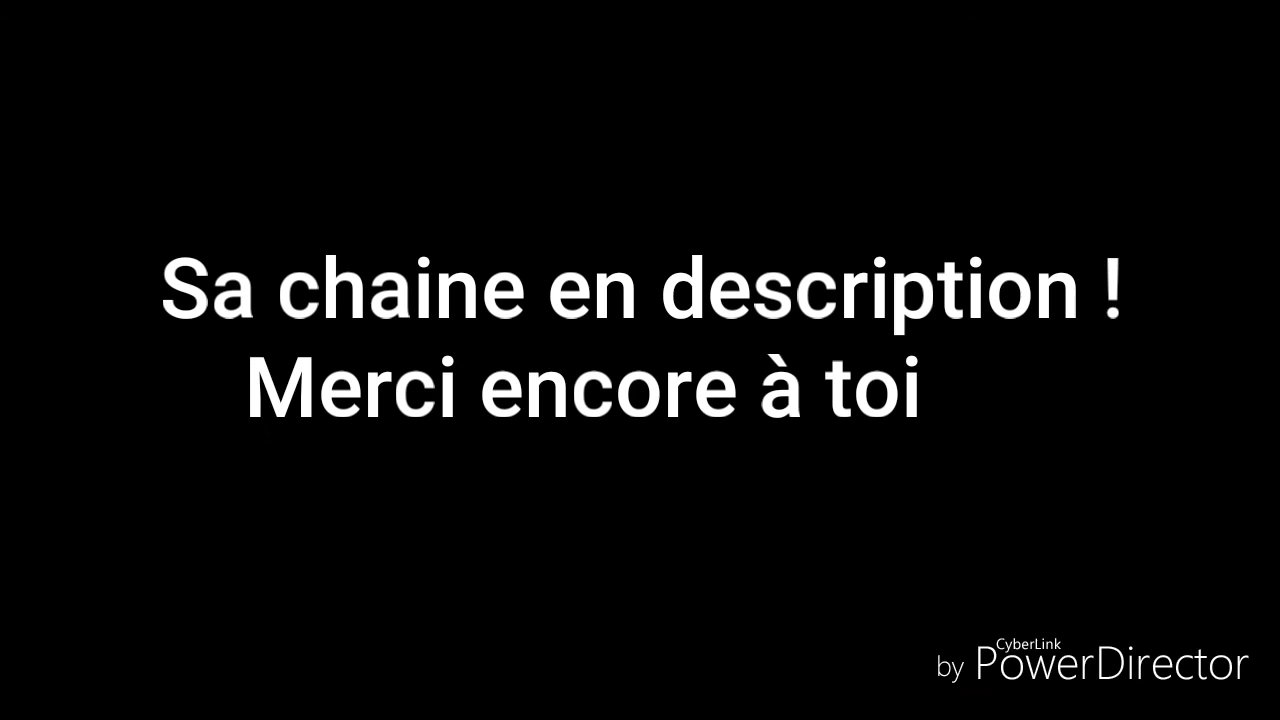 Sa chaine en description !
Merci encore à toi
CyberLink
by PowerDirector